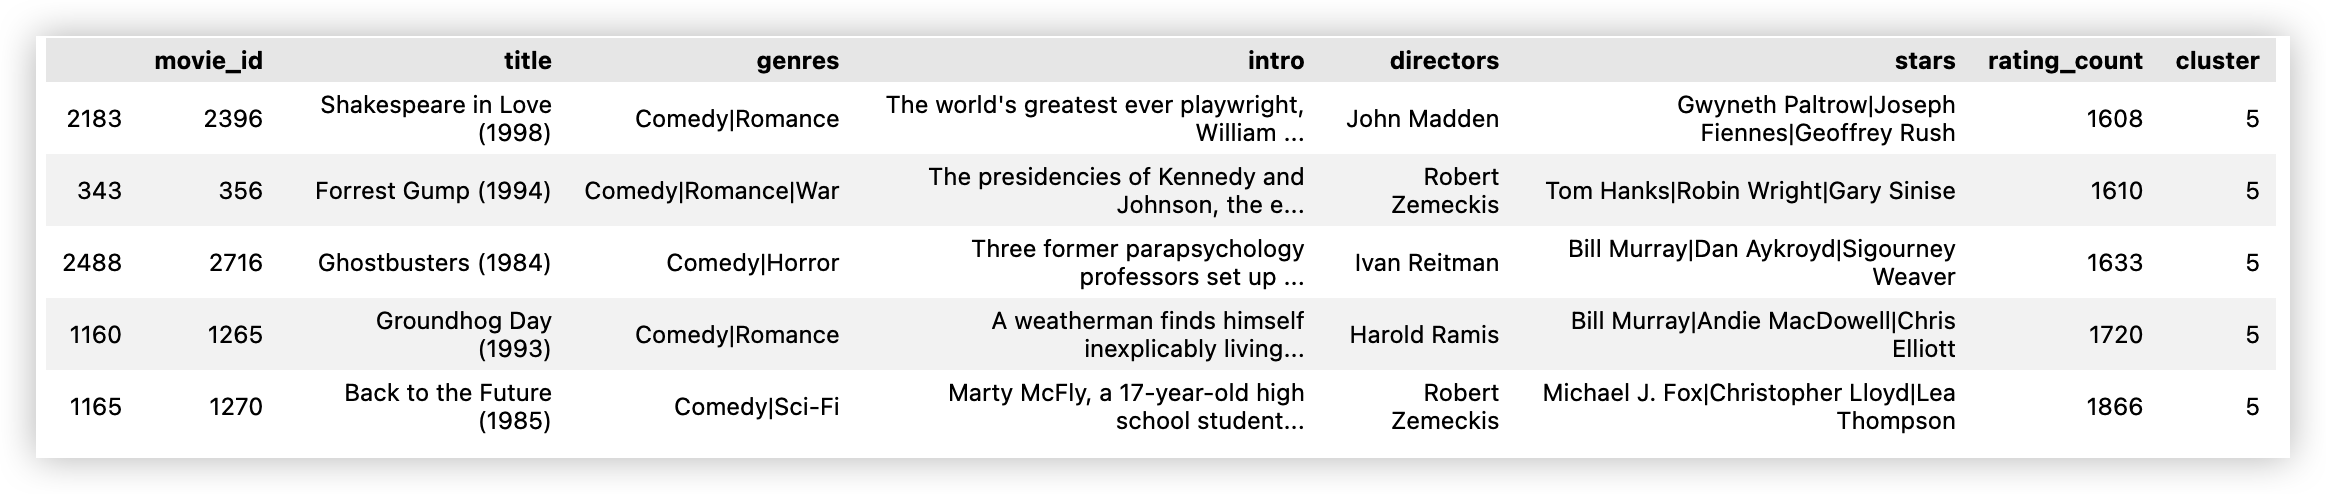 movie_id title genres intro directors stars rating_count cluster
2183 2396 Shakespeare in Love (1998) Comedy|Romance The world's greatest ever playwright, William ... John Madden Gwyneth Paltrow|Joseph Fiennes|Geoffrey Rush 1608 5
343 356 Forrest Gump (1994) Comedy|Romance|War The presidencies of Kennedy and Johnson, the e... Robert Zemeckis Tom Hanks|Robin Wright|Gary Sinise 1610 5
2488 2716 Ghostbusters (1984) Comedy|Horror Three former parapsychology professors set up ... Ivan Reitman Bill Murray|Dan Aykroyd|Sigourney Weaver 1633 5
1160 1265 Groundhog Day (1993) Comedy|Romance A weatherman finds himself inexplicably living... Harold Ramis Bill Murray|Andie MacDowell|Chris Elliott 1720 5
1165 1270 Back to the Future (1985) Comedy|Sci-Fi Marty McFly, a 17-year-old high school student... Robert Zemeckis Michael J. Fox|Christopher Lloyd|Lea Thompson 1866 5